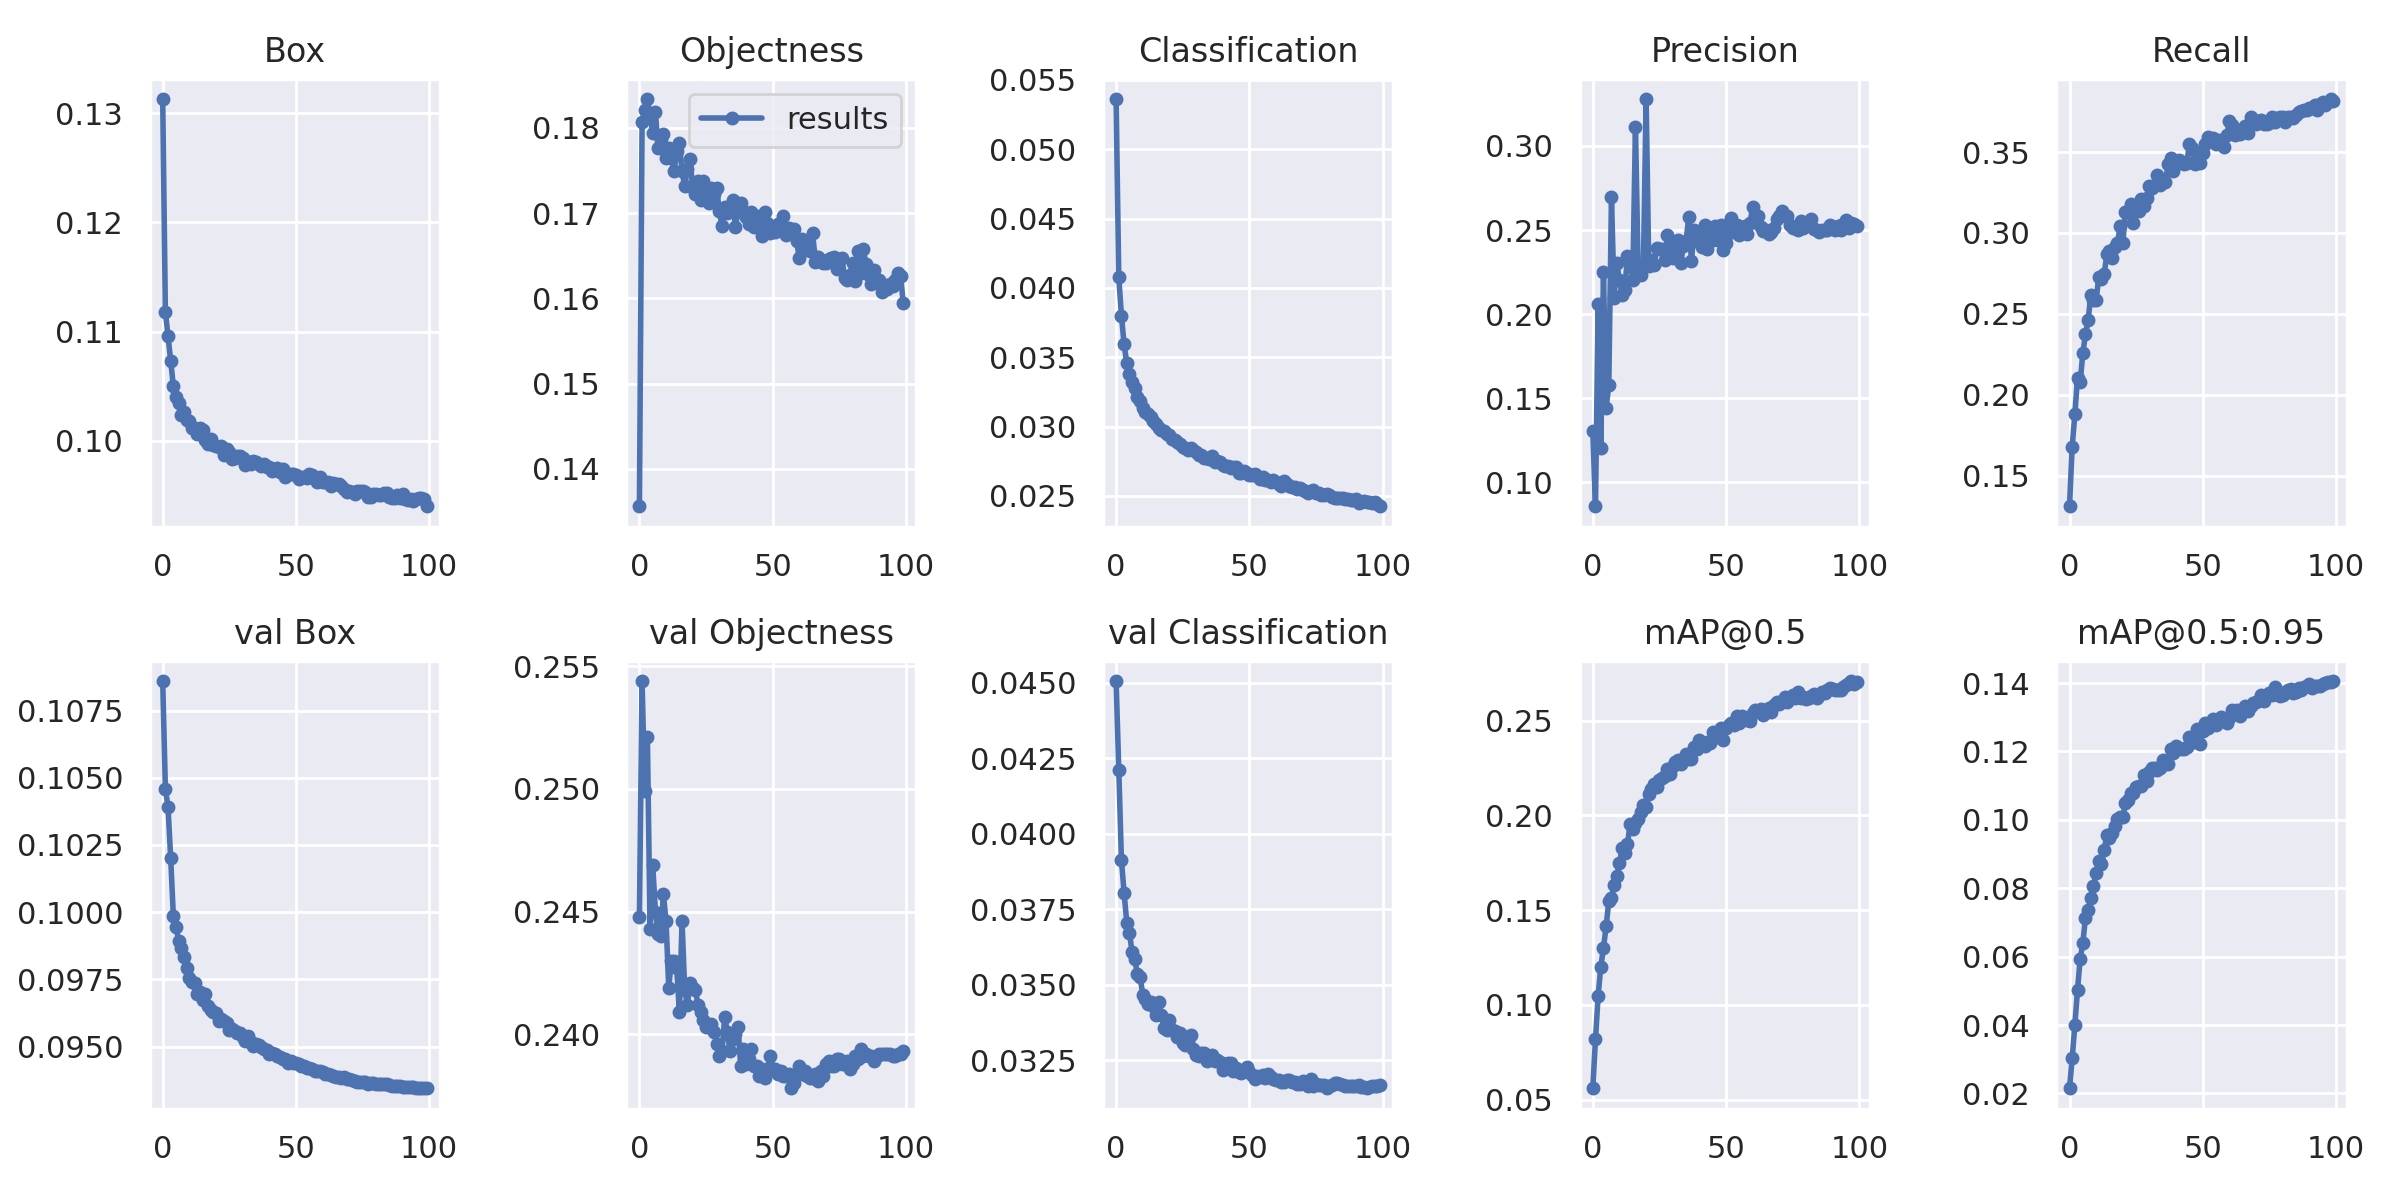 Box
0.13
0.12
0.11
0.10
0 50 100
Objectness
results
0.18
0.17
0.16
0.15
0.14
0 50 100
Classification
0.055
0.050
0.045
0.040
0.035
0.030
0.025
0 50 100
Precision
0.30
0.25
0.20
0.15
0.10
0 50 100
Recall
0.35
0.30
0.25
0.20
0.15
0 50 100
val Box
0.1075
0.1050
0.1025
0.1000
0.0975
0.0950
0 50 100
val Objectness
0.255
0.250
0.245
0.240
0 50 100
val Classification
0.0450
0.0425
0.0400
0.0375
0.0350
0.0325
0 50 100
mAP@0.5
0.25
0.20
0.15
0.10
0.05
0 50 100
mAP@0.5:0.95
0.14
0.12
0.10
0.08
0.06
0.04
0.02
0 50 100